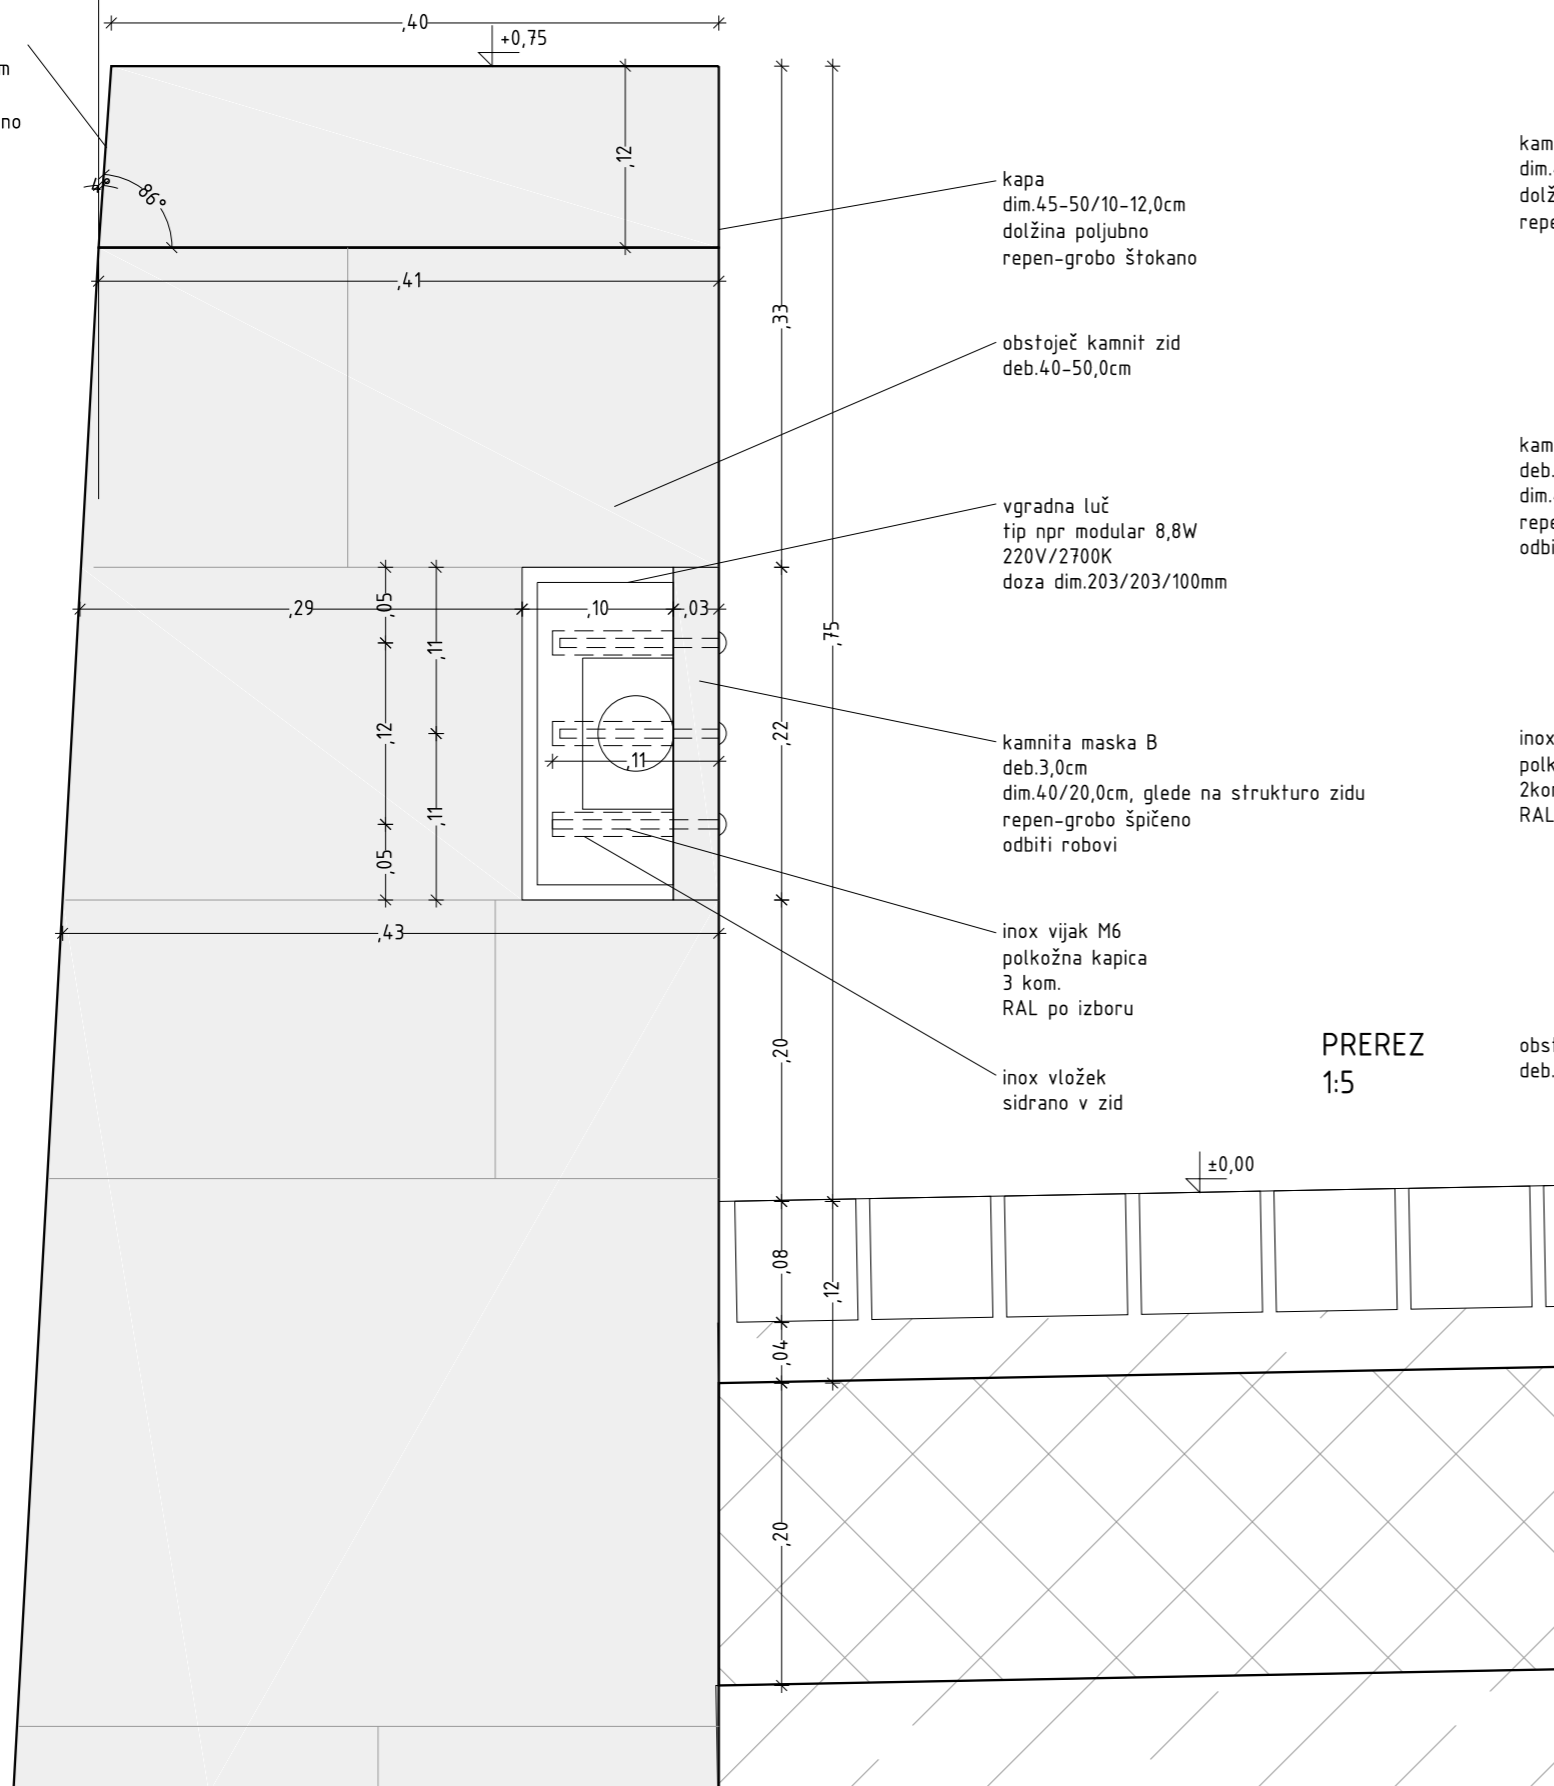 ,40
+0,75
m
no
4°
86°
,12
,41
,33
,75
,29
,05
,10
,03
,11
,12
,11
,11
,05
,22
,43
,20
kapa
dim.45-50/10-12,0cm
dolžina poljubno
repen-grobo štokano
obstoječ kamnit zid
deb.40-50,0cm
vgradna luč
tip npr modular 8,8W
220V/2700K
doza dim.203/203/100mm
kamnita maska B
deb.3,0cm
dim.40/20,0cm, glede na strukturo zidu
repen-grobo špičeno
odbiti robovi
inox vijak M6
polkožna kapica
3 kom.
RAL po izboru
inox vložek
sidrano v zid
PREREZ
1:5
±0,00
,08
,12
,04
,20
kam
dim.
dolž
repe
kam
deb.
dim.
repe
odbi
inox
polk
2kom
RAL
obst
deb.